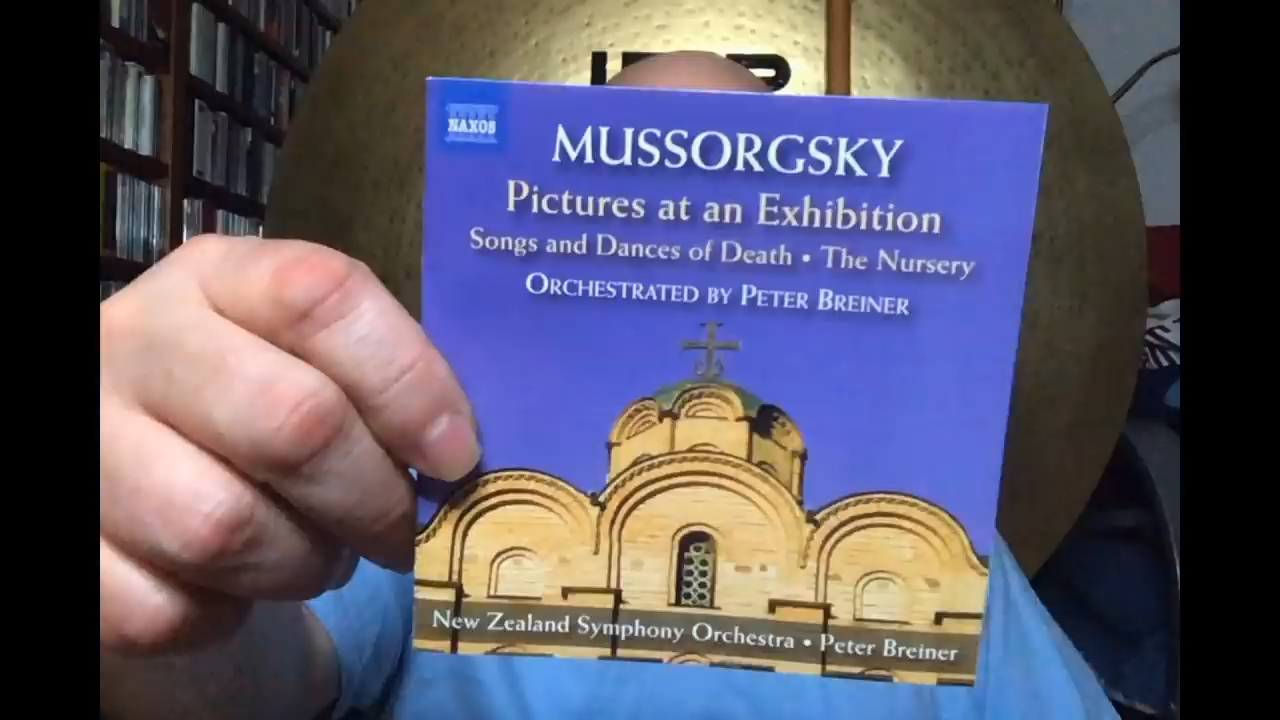 NAXOS
MUSSORGSKY
Pictures at an Exhibition
Songs and Dances of Death • The Nursery
ORCHESTRATED BY PETER BREINER
New Zealand Symphony Orchestra • Peter Breiner